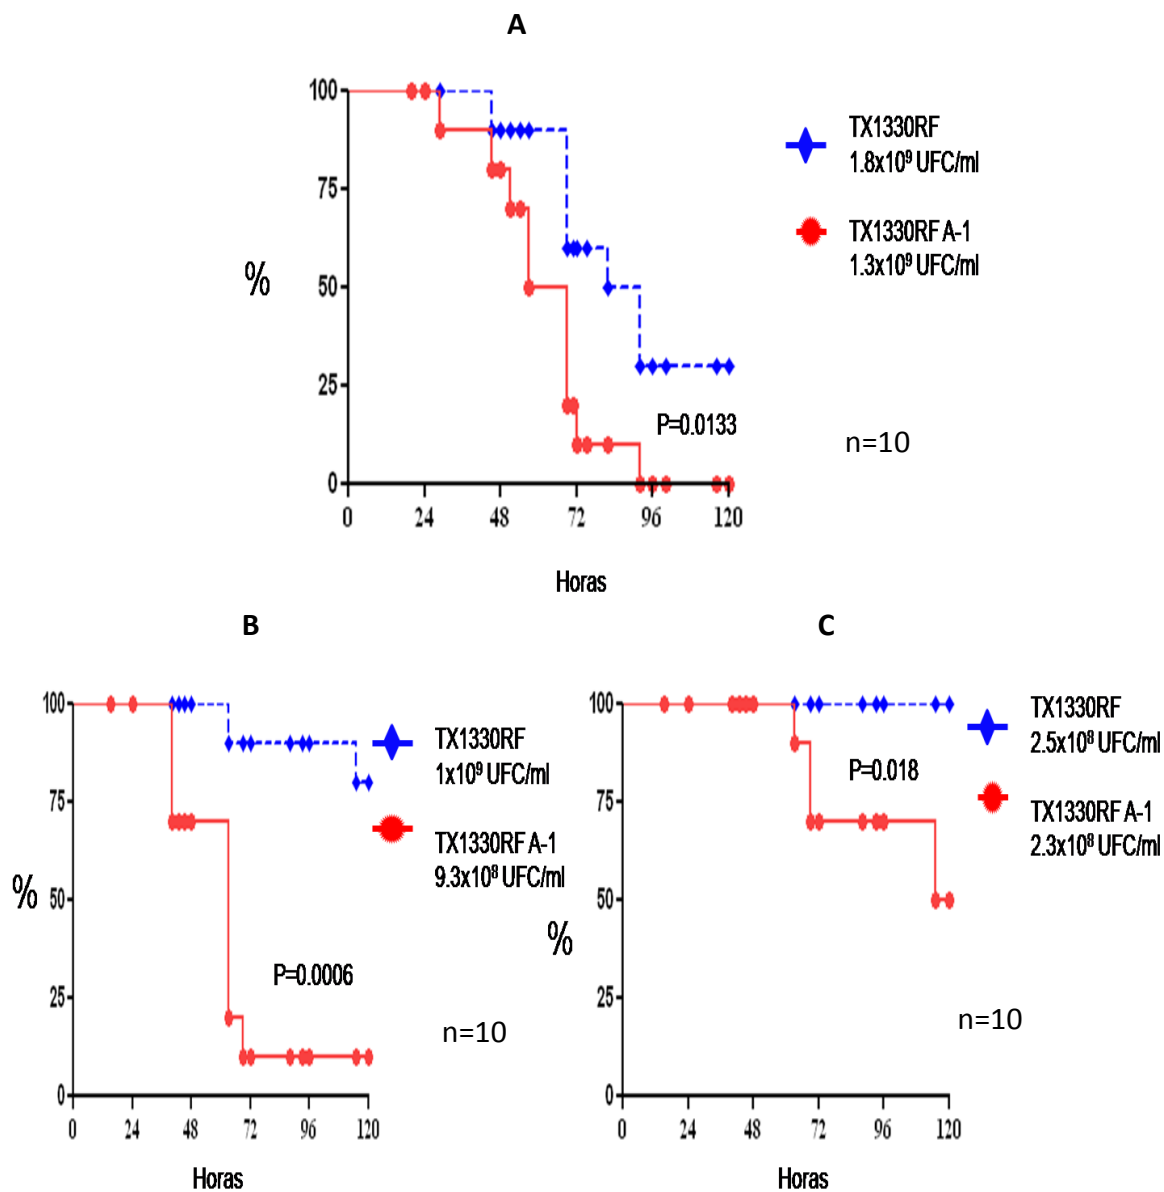 A
100
75
50
25
0
%
0 24 48 72 96 120
Horas
P=0.0133
TX1330RF
1.8x10⁹ UFC/ml
TX1330RF A-1
1.3x10⁹ UFC/ml
n=10
B
100
75
50
25
0
%
0 24 48 72 96 120
Horas
P=0.0006
TX1330RF
1x10⁹ UFC/ml
TX1330RF A-1
9.3x10⁸ UFC/ml
n=10
C
100
75
50
25
0
%
0 24 48 72 96 120
Horas
P=0.018
TX1330RF
2.5x10⁸ UFC/ml
TX1330RF A-1
2.3x10⁸ UFC/ml
n=10